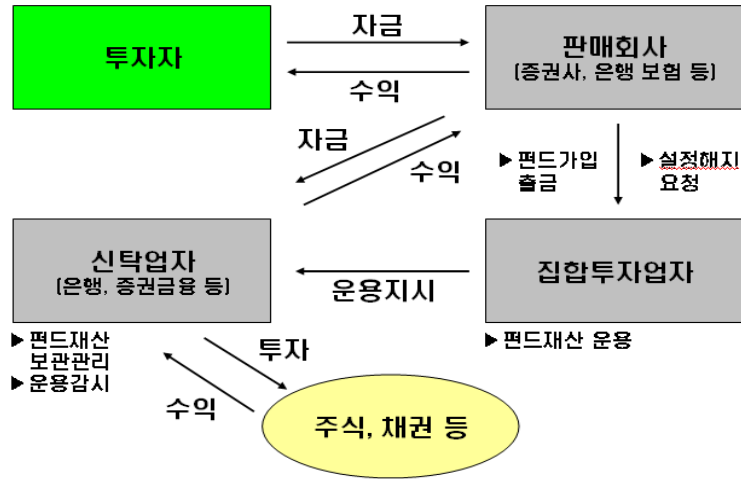 투자자
자금
수익
판매회사
(증권사, 은행 보험 등)
자금
수익
▶ 펀드가입
출금
▶ 설정해지
요청
신탁업자
(은행, 증권금융 등)
운용지시
집합투자업자
▶ 펀드재산
보관관리
▶ 운용감시
▶ 펀드재산 운용
투자
수익
주식, 채권 등